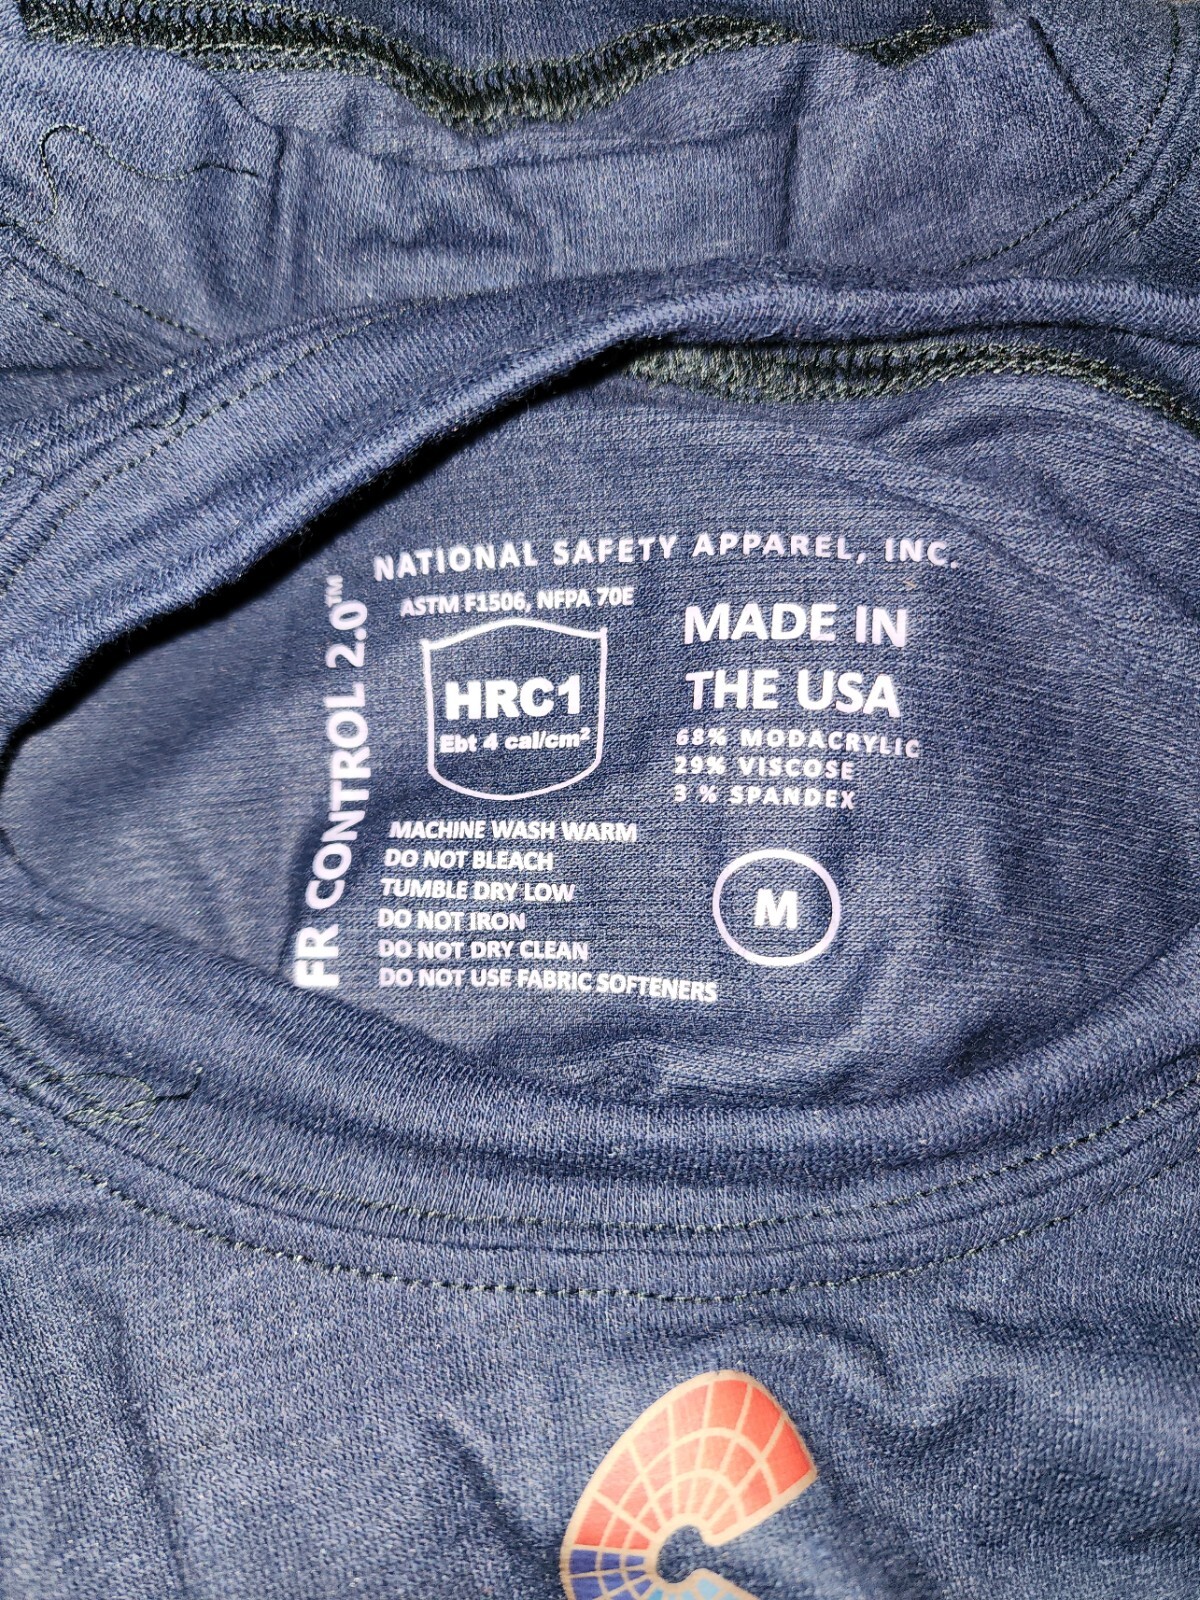 NATIONAL SAFETY APPAREL, INC.
FR CONTROL 2.0™
ASTM F1506, NFPA 70E
HRC1
Ebt 4 cal/cm²
MADE IN
THE USA
68% MODACRYLIC
29% VISCOSE
3 % SPANDEX
MACHINE WASH WARM
DO NOT BLEACH
TUMBLE DRY LOW
DO NOT IRON
DO NOT DRY CLEAN
DO NOT USE FABRIC SOFTENERS
M